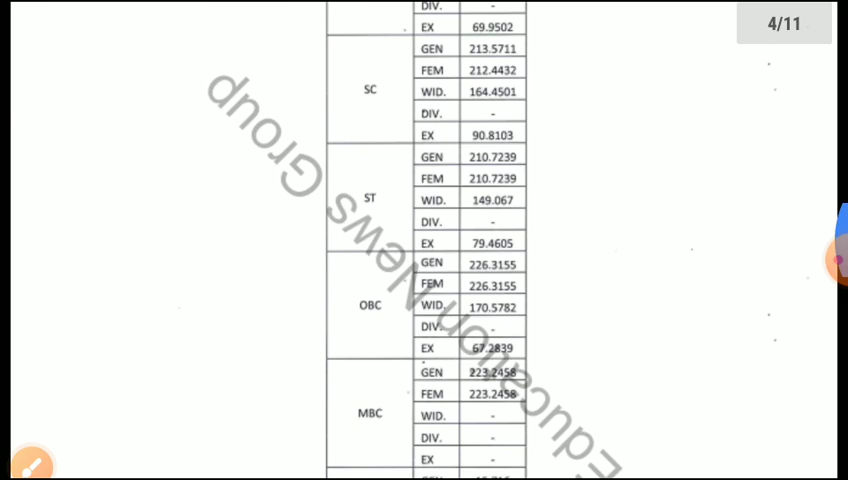 4/11
DIV. -
EX 69.9502
SC
GEN 213.5711
FEM 212.4432
WID. 164.4501
DIV. -
EX 90.8103
ST
GEN 210.7239
FEM 210.7239
WID. 149.067
DIV. -
EX 79.4605
OBC
GEN 226.3155
FEM 226.3155
WID. 170.5782
DIV. -
EX 67.2839
MBC
GEN 223.2458
FEM 223.2458
WID. -
DIV. -
EX -
Education News Group